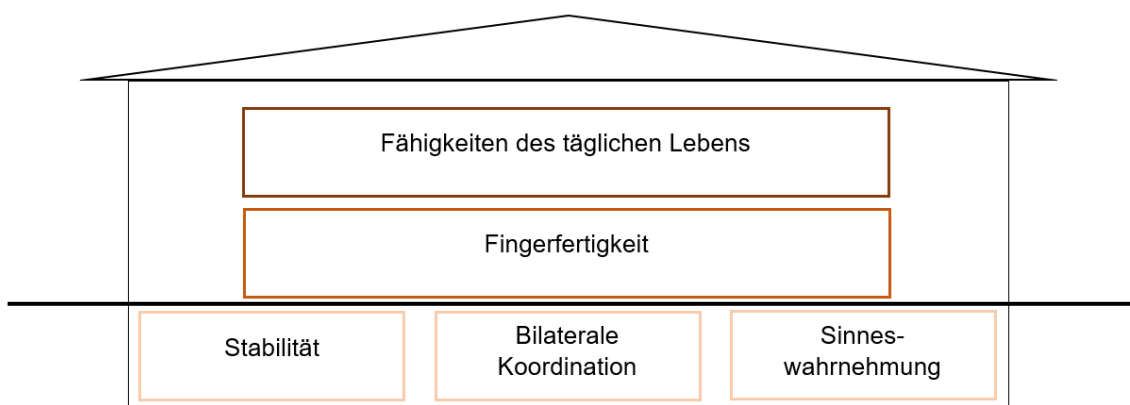 Fähigkeiten des täglichen Lebens
Fingerfertigkeit
Stabilität
Bilaterale
Koordination
Sinnes-
wahrnehmung